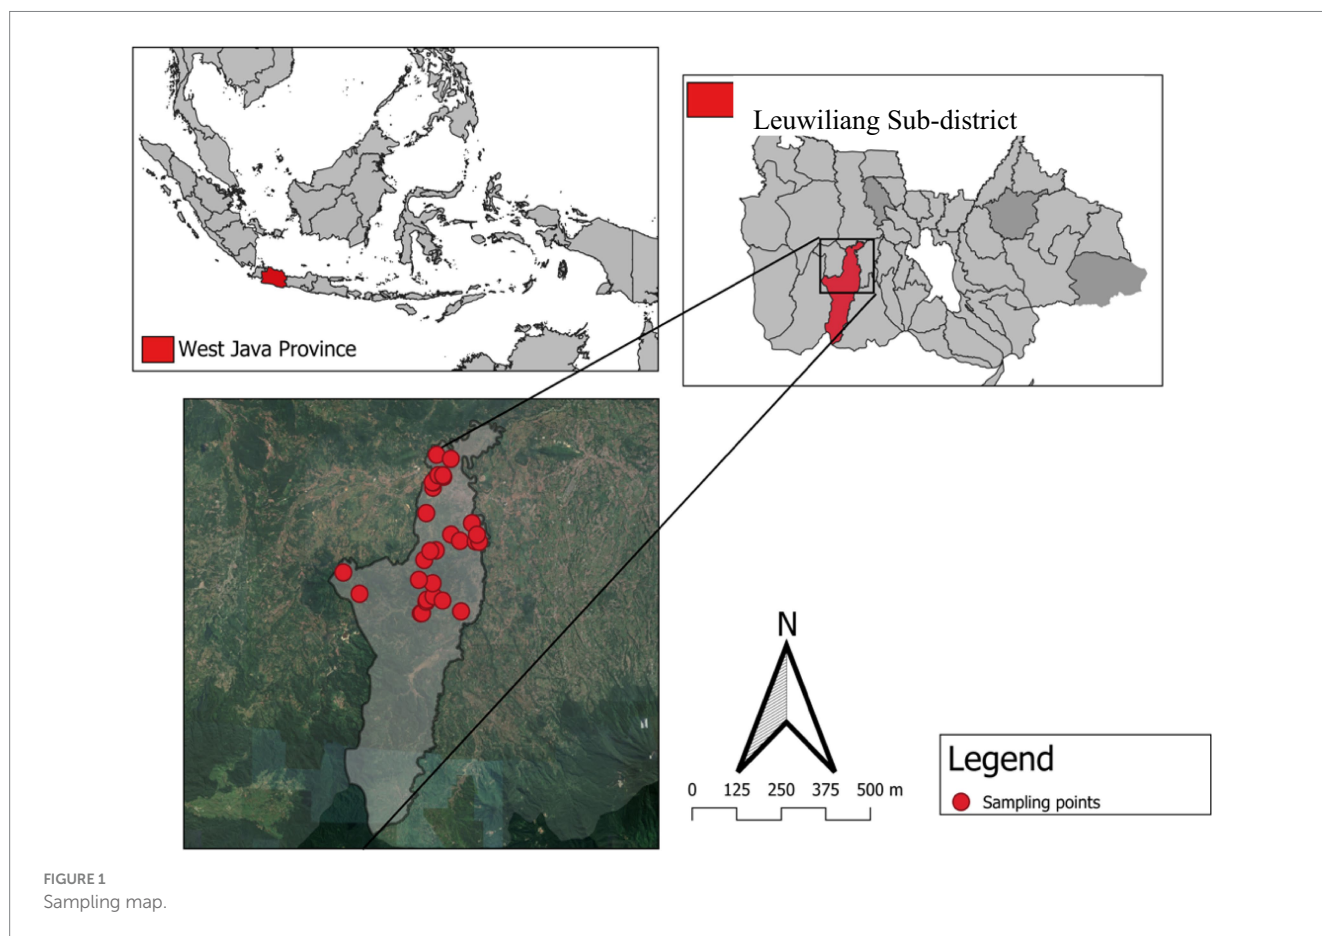 West Java Province
Leuwiliang Sub-district
N
0 125 250 375 500 m
Legend
Sampling points
FIGURE 1
Sampling map.